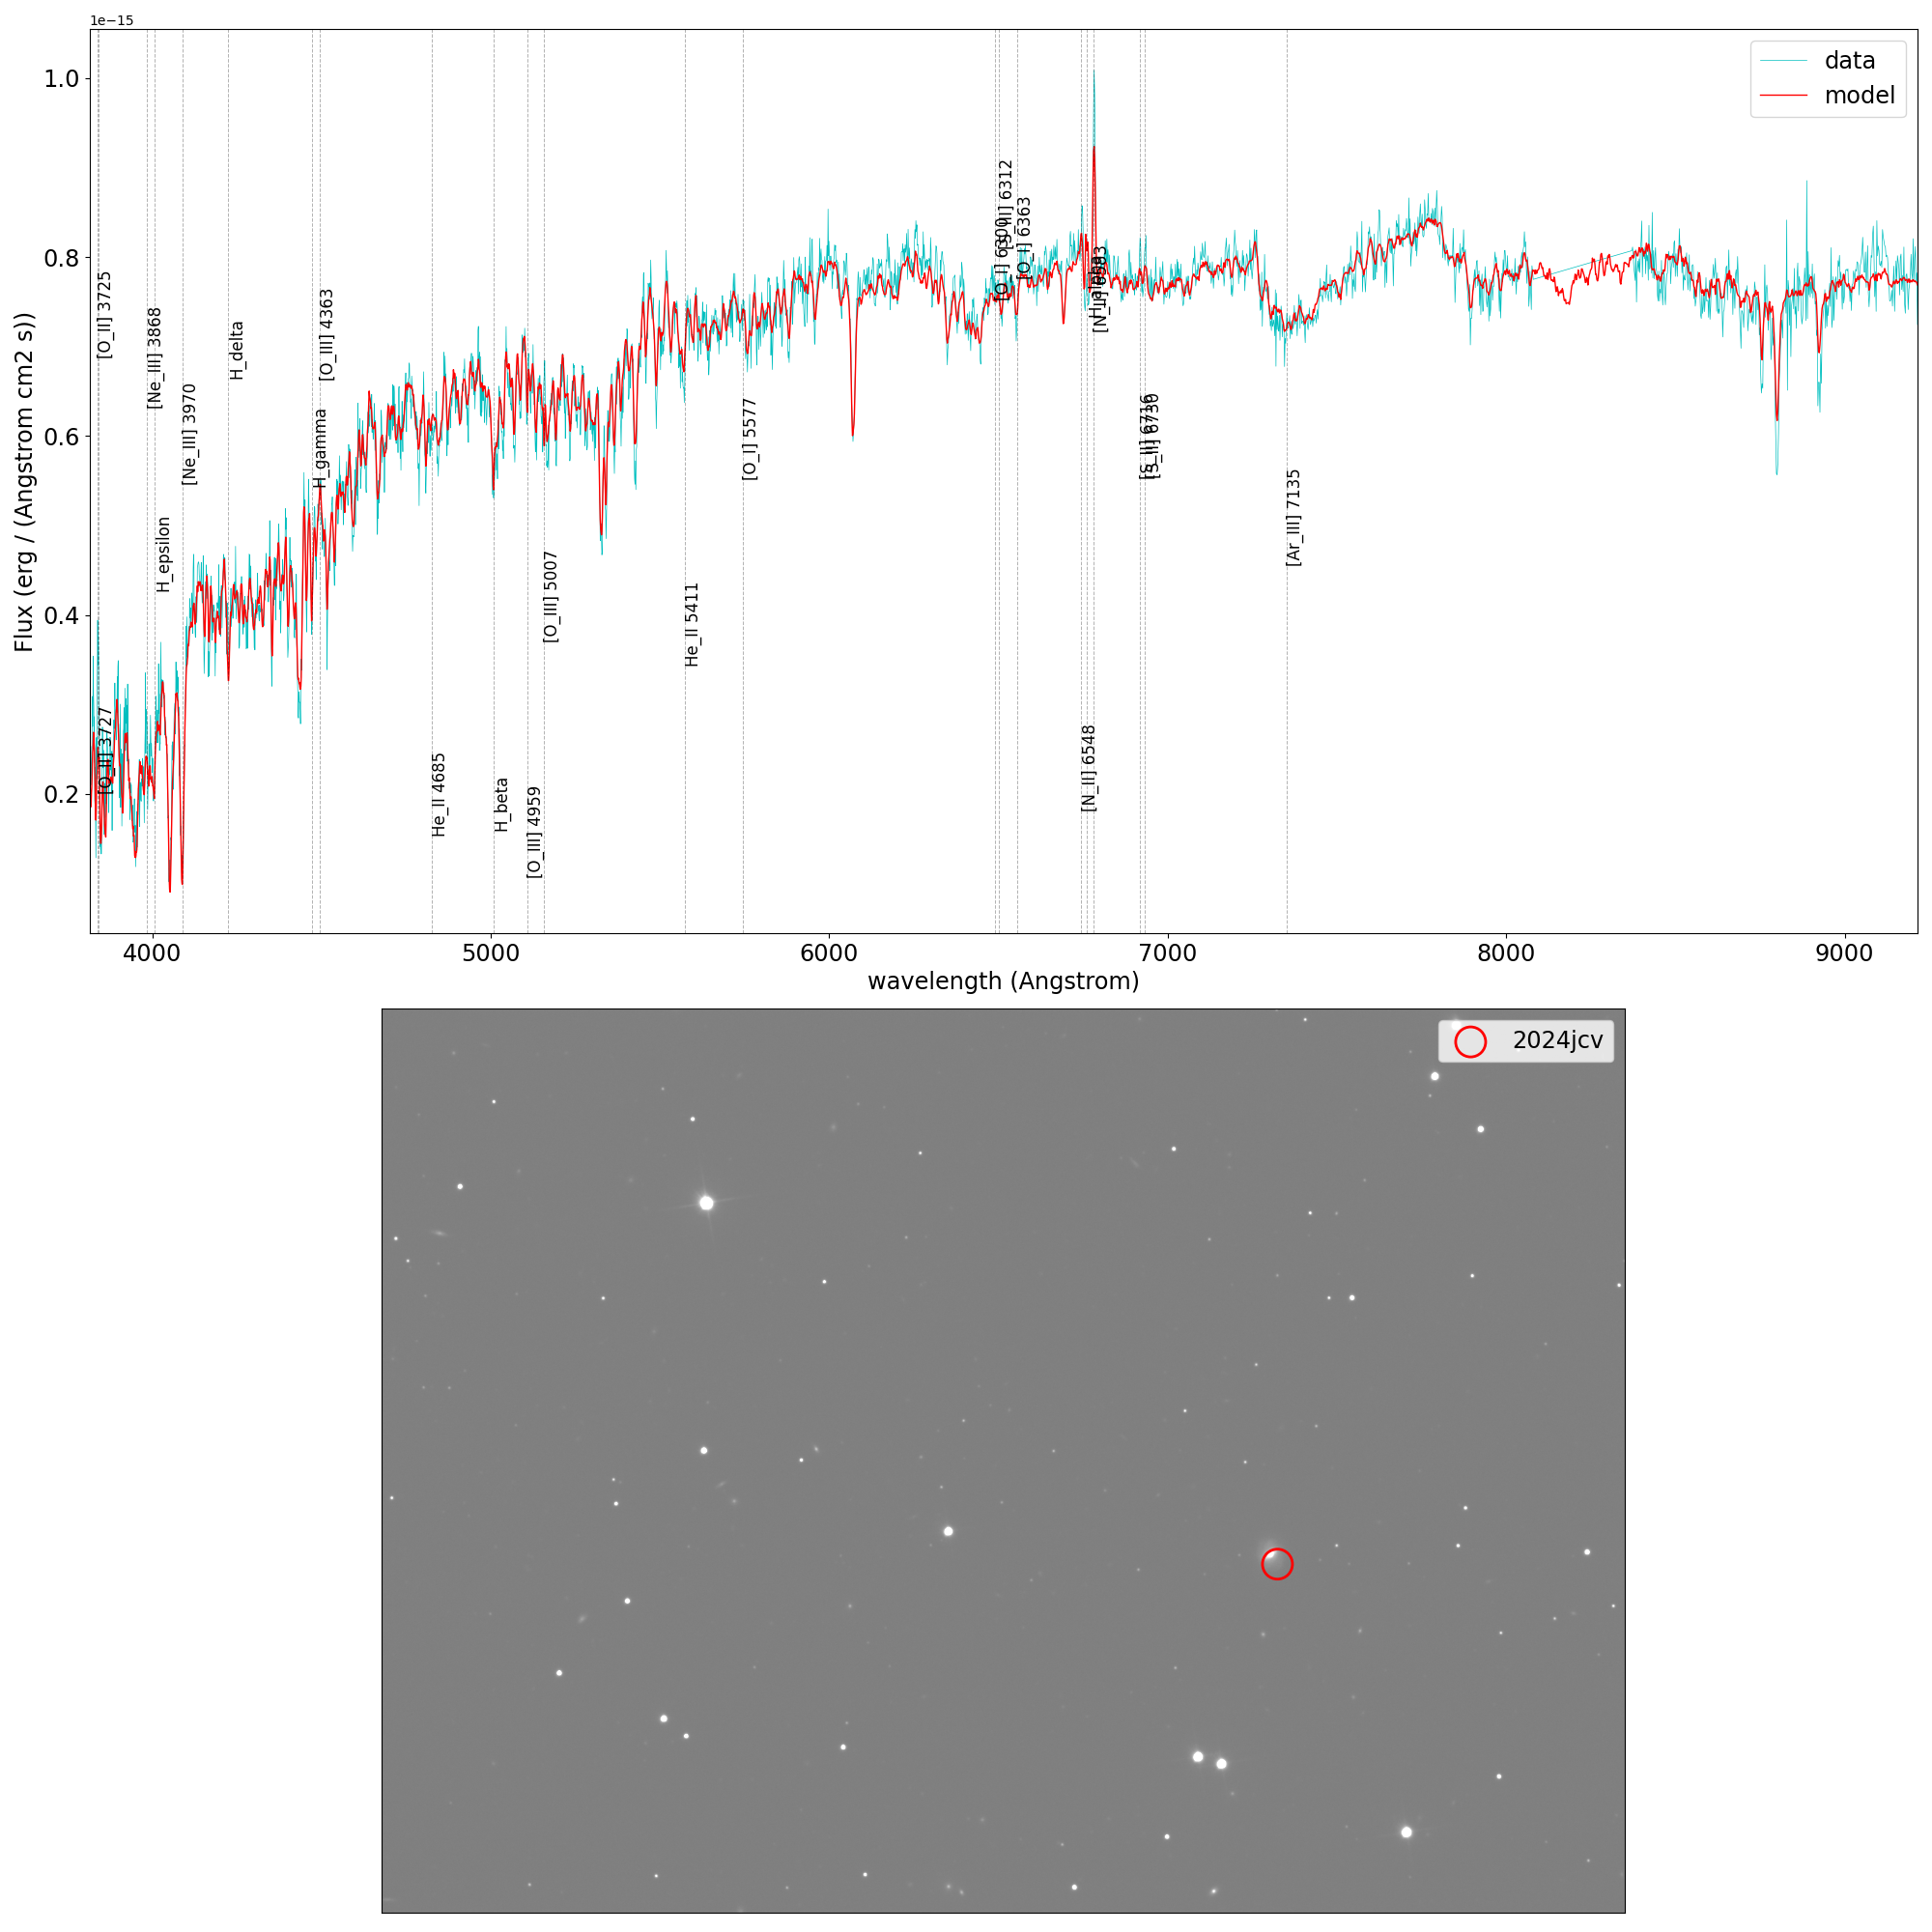 1e−15
data
model
1.0
0.8
0.6
0.4
0.2
Flux (erg / (Angstrom cm2 s))
[O_II] 3725
[O_II] 3727
[Ne_III] 3868
H_epsilon
[Ne_III] 3970
H_delta
H_gamma
[O_III] 4363
He_II 4685
H_beta
[O_III] 4959
[O_III] 5007
He_II 5411
[O_I] 5577
[O_I] 6300
[S_III] 6312
[O_I] 6363
[N_II] 6548
[N_II] 6583
[S_II] 6716
[S_II] 6730
[Ar_III] 7135
4000
5000
6000
7000
8000
9000
wavelength (Angstrom)
2024jcv